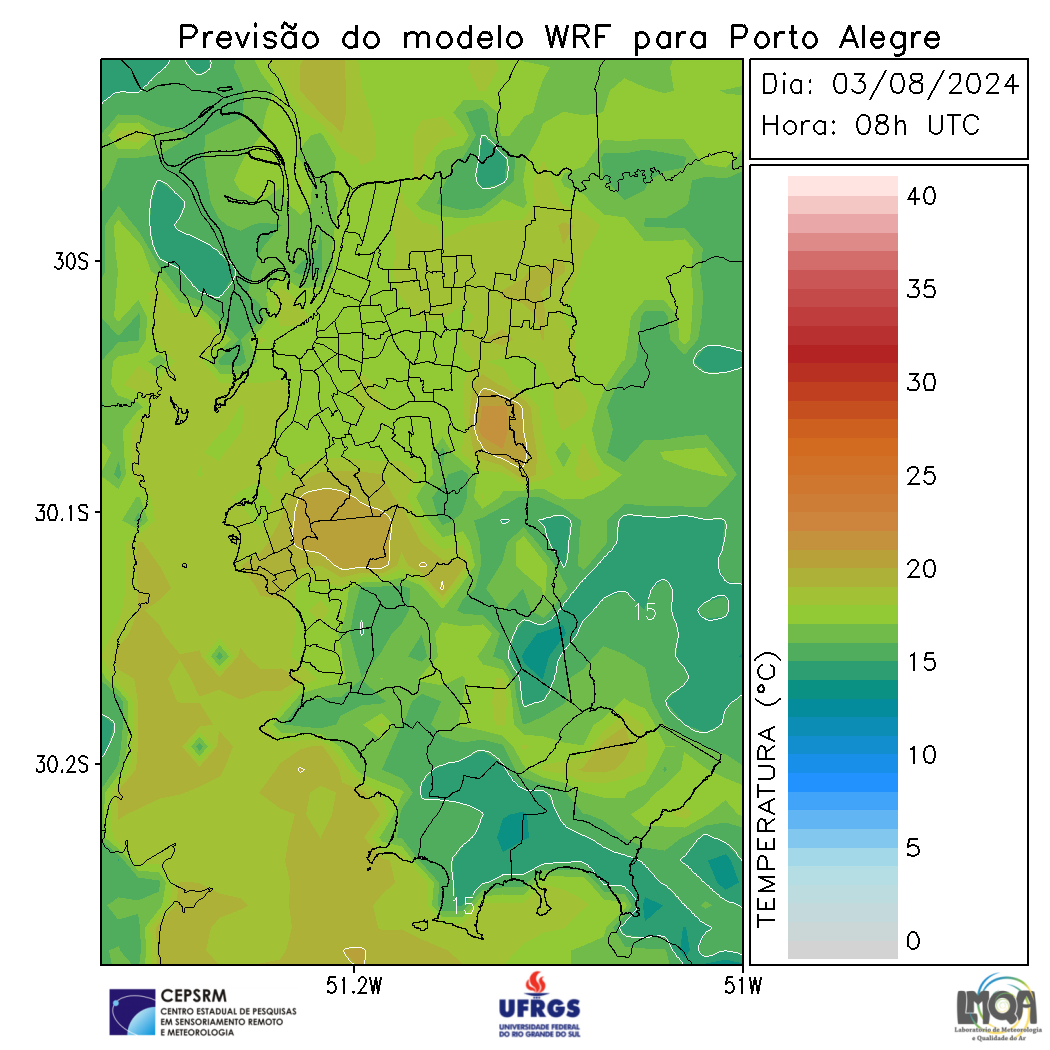 Previsão do modelo WRF para Porto Alegre
Dia: 03/08/2024
Hora: 08h UTC
40
35
30
25
20
15
10
5
0
TEMPERATURA (°C)
30S
30.1S
30.2S
15
15
51.2W
51W
CEPSRM
CENTRO ESTADUAL DE PESQUISAS
EM SENSORIAMENTO REMOTO
E METEOROLOGIA
UFRGS
UNIVERSIDADE FEDERAL
DO RIO GRANDE DO SUL
LMQA
Laboratório de Meteorologia
e Qualidade do Ar